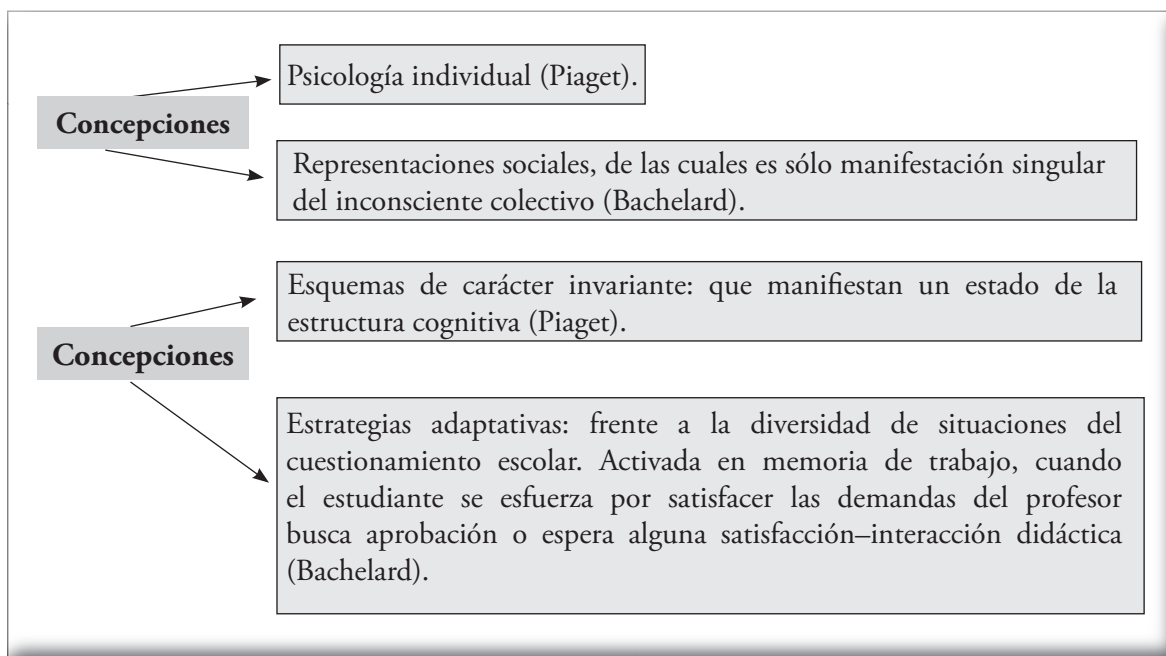 Psicología individual (Piaget).
Concepciones
Representaciones sociales, de las cuales es sólo manifestación singular
del inconsciente colectivo (Bachelard).
Esquemas de carácter invariante: que manifiestan un estado de la
estructura cognitiva (Piaget).
Concepciones
Estrategias adaptativas: frente a la diversidad de situaciones del
cuestionamiento escolar. Activada en memoria de trabajo, cuando
el estudiante se esfuerza por satisfacer las demandas del profesor
busca aprobación o espera alguna satisfacción–interacción didáctica
(Bachelard).